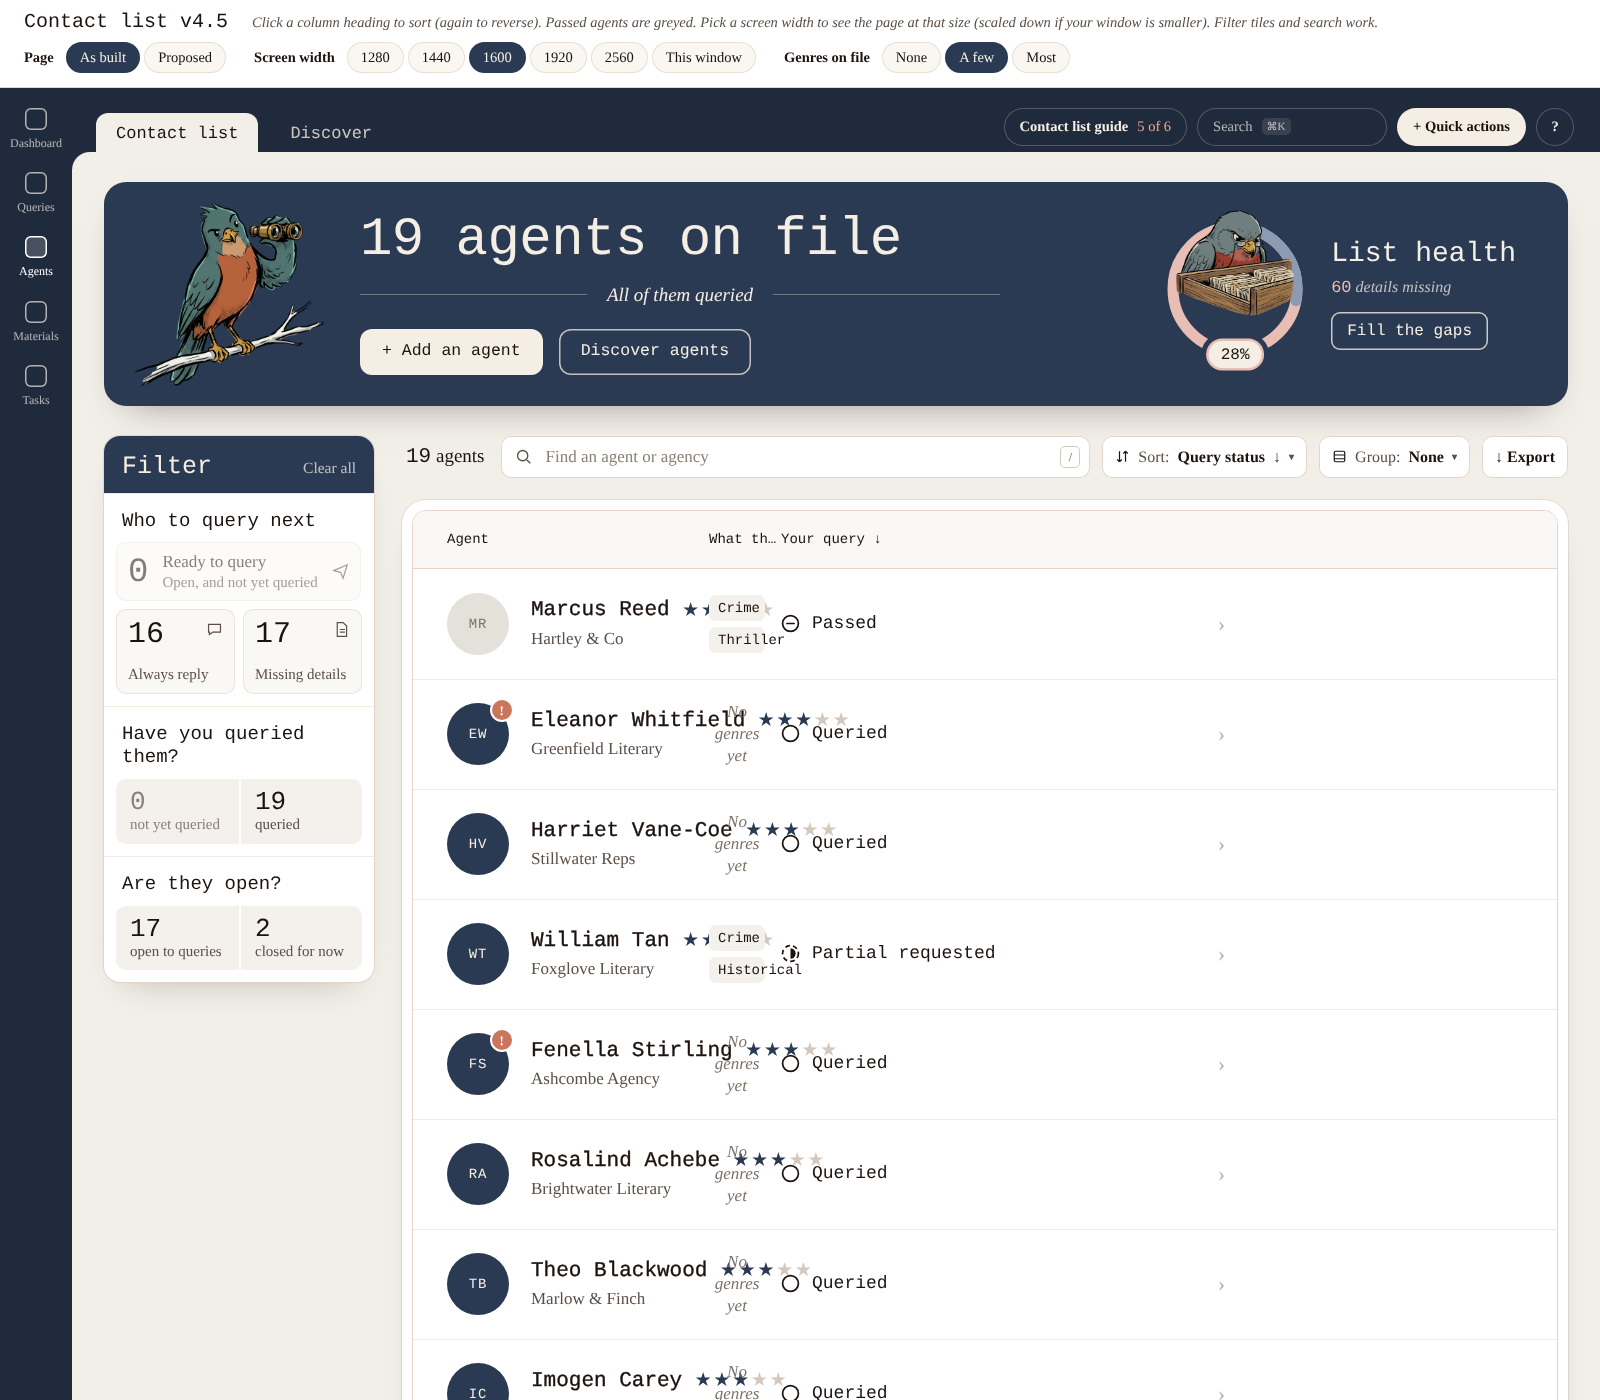 Contact list v4.5 Click a column heading to sort (again to reverse). Passed agents are greyed. Pick a screen width to see the page at that size (scaled down if your window is smaller). Filter tiles and search work.
Page As built Proposed Screen width 1280 1440 1600 1920 2560 This window Genres on file None A few Most
Dashboard
Queries
Agents
Materials
Tasks
Contact list Discover Contact list guide 5 of 6 Search ⌘K + Quick actions ?
19 agents on file
All of them queried
+ Add an agent Discover agents
28%
List health
60 details missing
Fill the gaps
Filter Clear all
Who to query next
0 Ready to query
Open, and not yet queried
16 17
Always reply Missing details
Have you queried
them?
0 19
not yet queried queried
Are they open?
17 2
open to queries closed for now
19 agents Find an agent or agency / Sort: Query status ↓ ▾ Group: None ▾ ↓ Export
Agent What th… Your query ↓
MR Marcus Reed ★★ ★ Crime Passed ›
Hartley & Co Thriller
EW ! Eleanor Whitfield ★★★★★ No genres yet Queried ›
Greenfield Literary
HV Harriet Vane-Coe ★★★★★ No genres yet Queried ›
Stillwater Reps
WT William Tan ★★ ★ Crime Partial requested ›
Foxglove Literary Historical
FS ! Fenella Stirling ★★★★★ No genres yet Queried ›
Ashcombe Agency
RA Rosalind Achebe ★★★★★ No genres yet Queried ›
Brightwater Literary
TB Theo Blackwood ★★★★★ No genres yet Queried ›
Marlow & Finch
IC Imogen Carey ★★★★★ No genres Queried ›